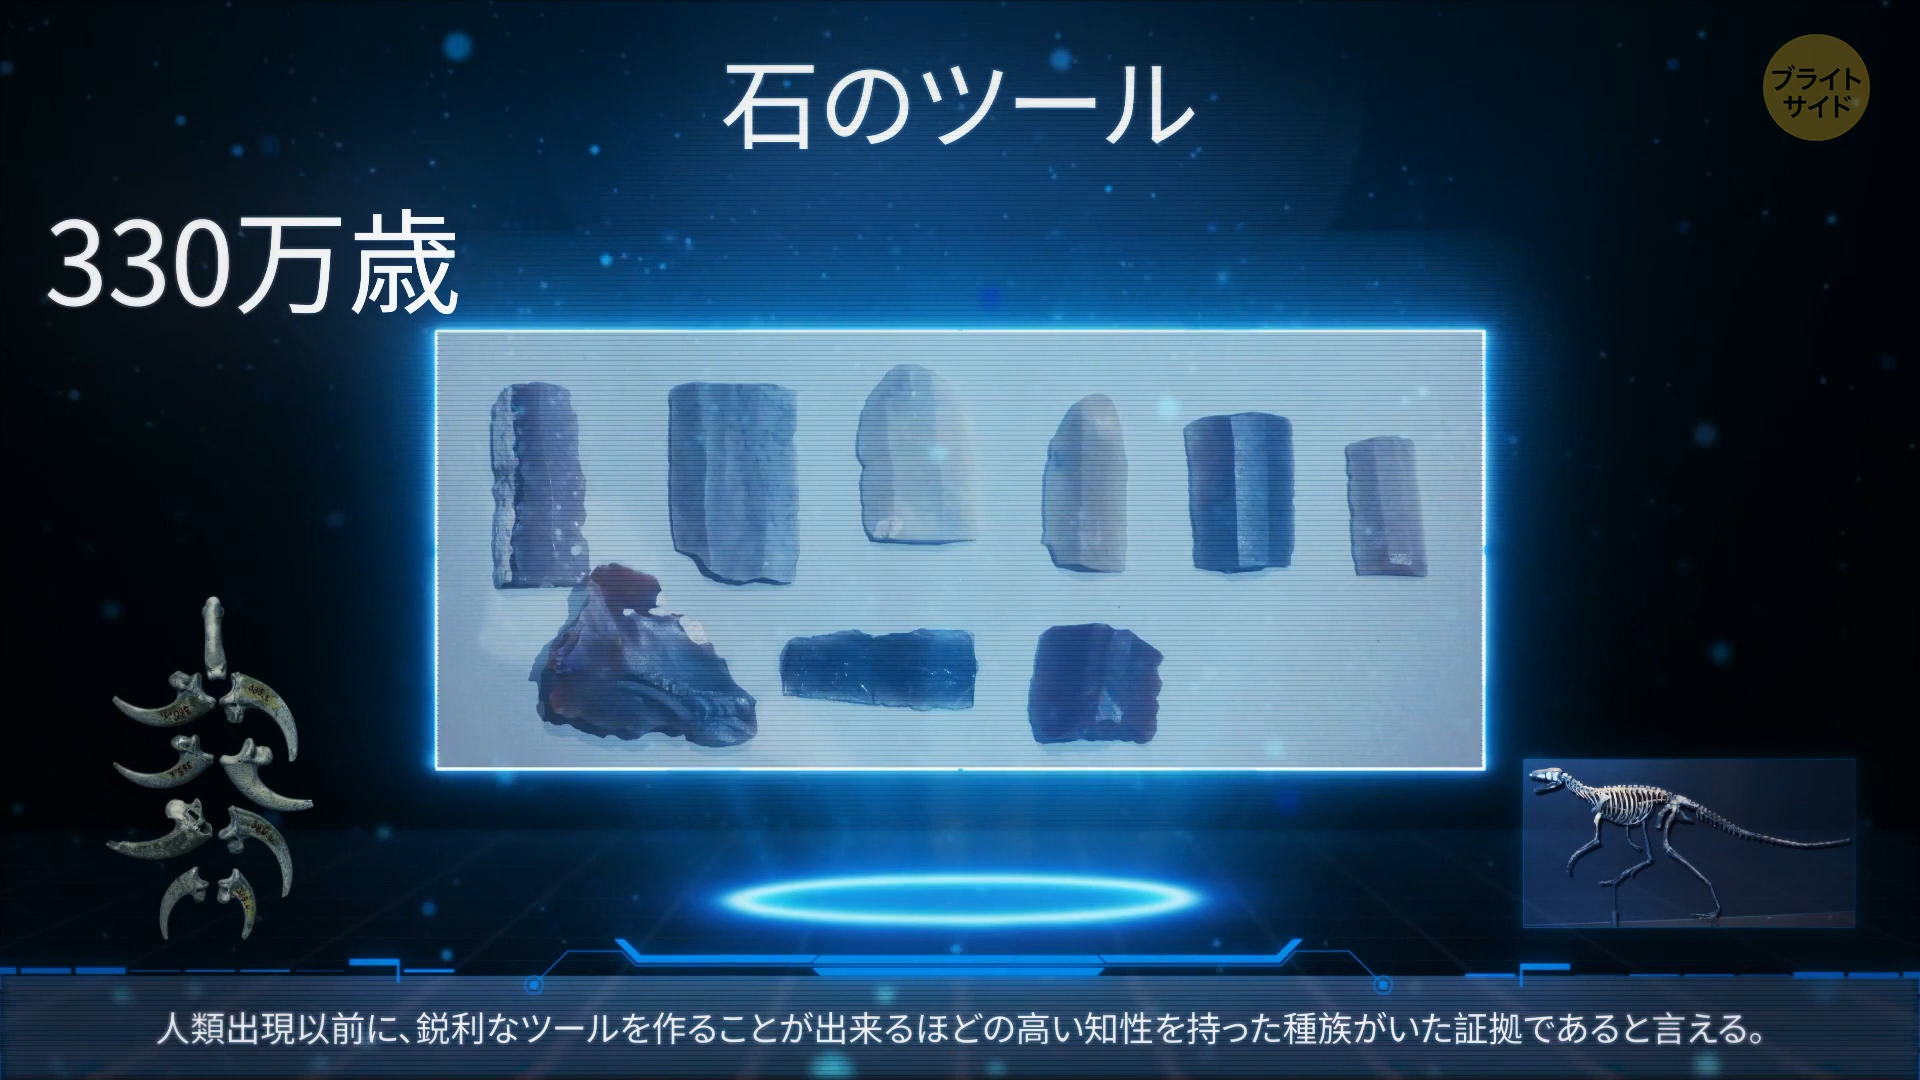 石のツール
ブライト
サイド
330万歳
人類出現以前に、鋭利なツールを作ることが出来るほどの高い知性を持った種族がいた証拠であると言える。